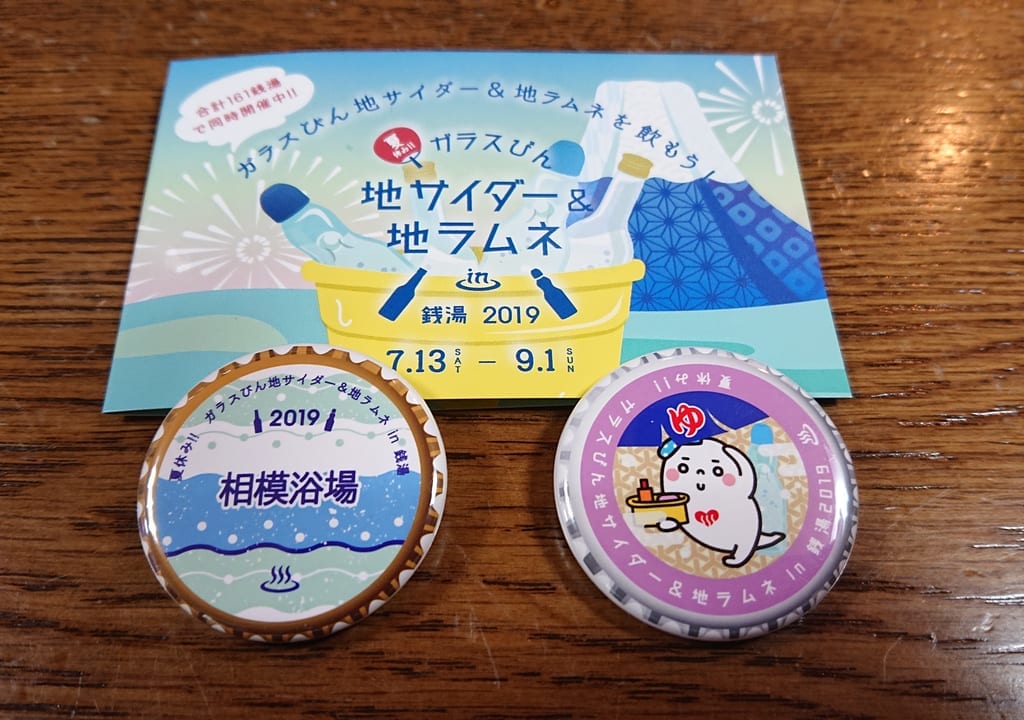 合計161銭湯
で同時開催中!!
ガラスびん地サイダー&地ラムネを飲もう!
夏休み!!
ガラスびん
地サイダー&
地ラムネ
in
銭湯 2019
7.13 SAT — 9.1 SUN
夏休み!! ガラスびん地サイダー&地ラムネ in 銭湯
2019
相模浴場
夏休み!!
ガラスびん地サイダー&地ラムネ in 銭湯2019
ゆ